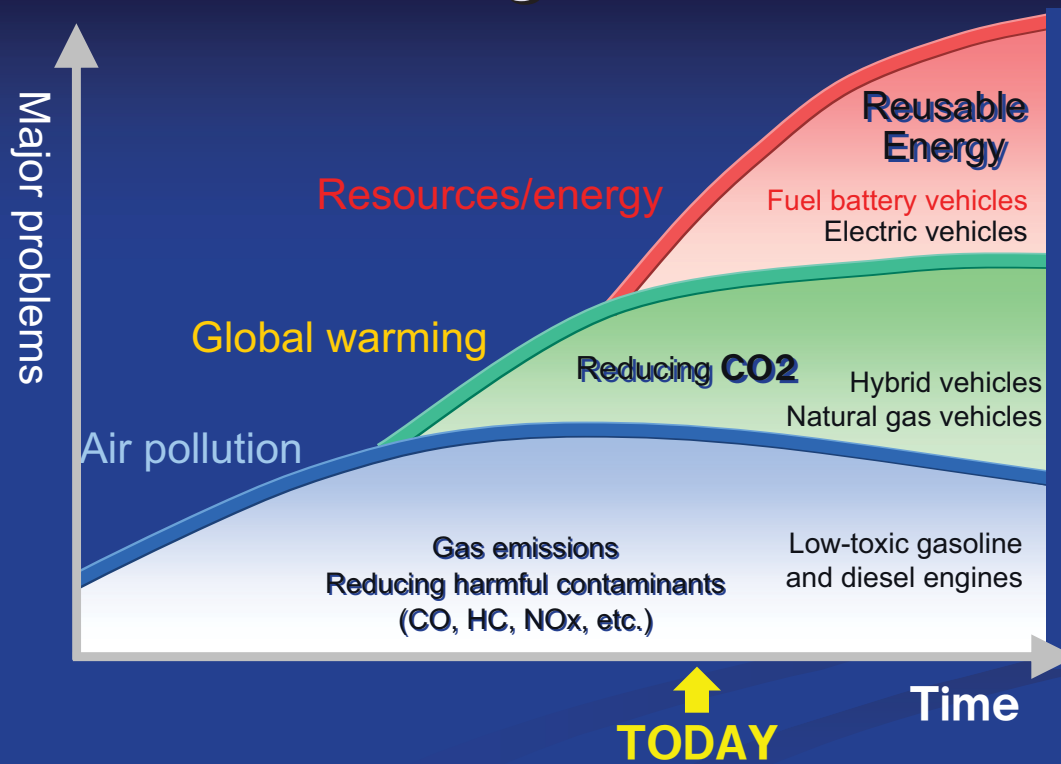 Major problems
Reusable
Energy
Resources/energy
Fuel battery vehicles
Electric vehicles
Global warming
Reducing CO2
Hybrid vehicles
Natural gas vehicles
Air pollution
Gas emissions
Reducing harmful contaminants
(CO, HC, NOx, etc.)
Low-toxic gasoline
and diesel engines
Time
TODAY